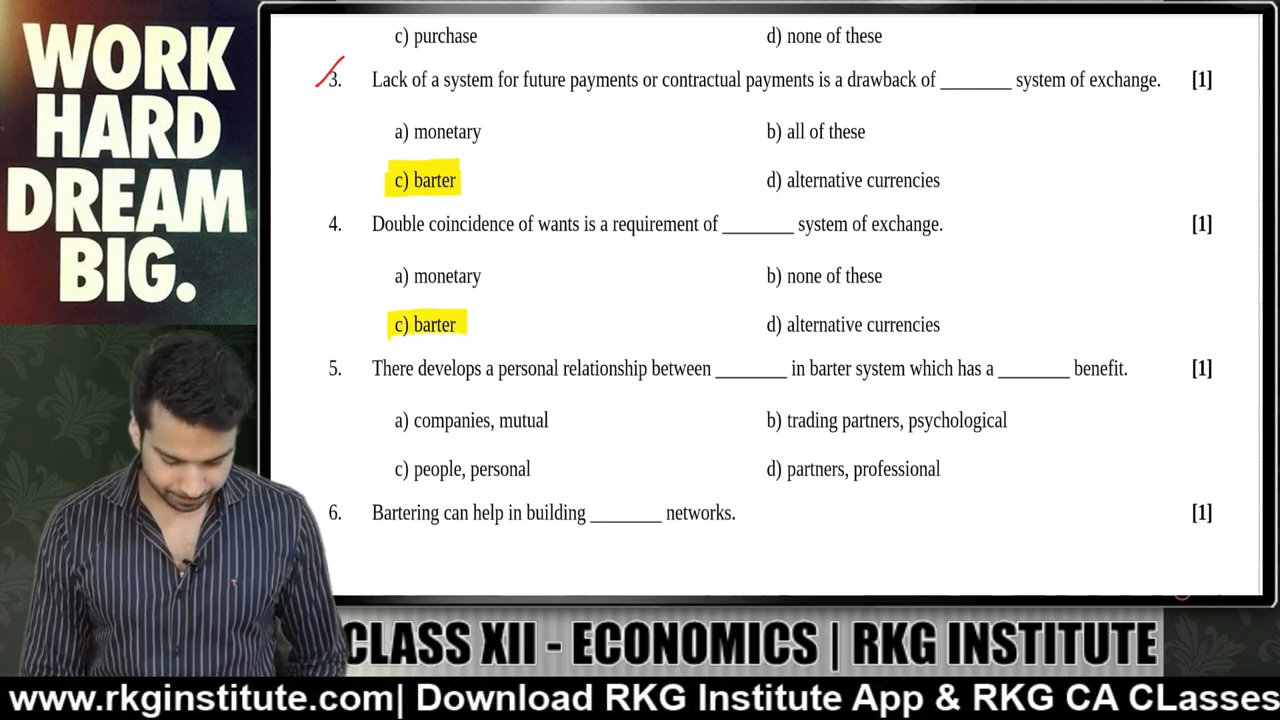 WORK
HARD
DREAM
BIG.
c) purchase d) none of these
3. Lack of a system for future payments or contractual payments is a drawback of ________ system of exchange. [1]
a) monetary b) all of these
c) barter d) alternative currencies
4. Double coincidence of wants is a requirement of ________ system of exchange. [1]
a) monetary b) none of these
c) barter d) alternative currencies
5. There develops a personal relationship between ________ in barter system which has a ________ benefit. [1]
a) companies, mutual b) trading partners, psychological
c) people, personal d) partners, professional
6. Bartering can help in building ________ networks. [1]
CLASS XII - ECONOMICS | RKG INSTITUTE
www.rkginstitute.com| Download RKG Institute App & RKG CA CLasses